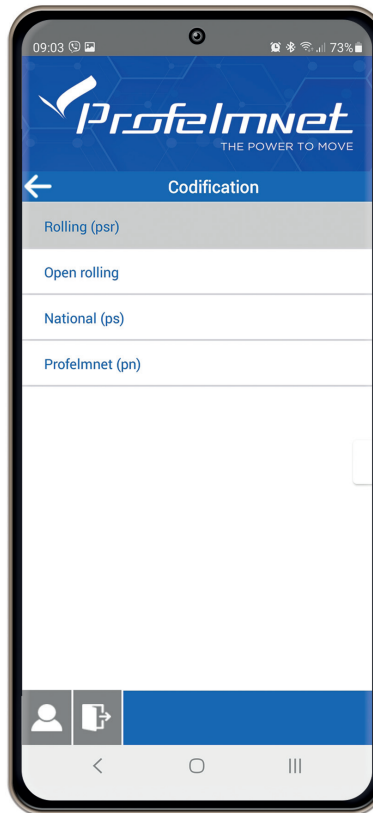 09:03 73%
Profelmnet
THE POWER TO MOVE
Codification
Rolling (psr)
Open rolling
National (ps)
Profelmnet (pn)